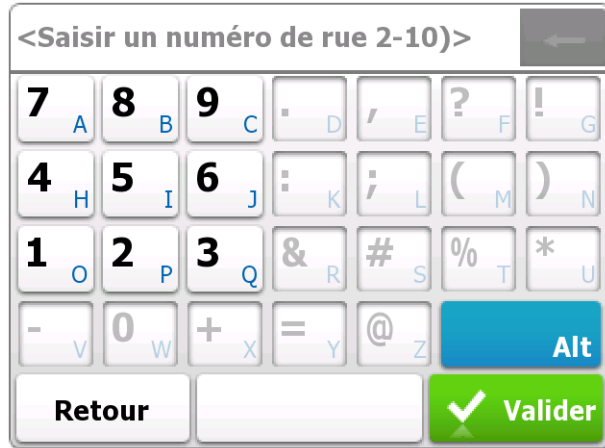 <Saisir un numéro de rue 2-10)>
7 A 8 B 9 C . D , E ? F ! G
4 H 5 I 6 J : K ; L ( M ) N
1 O 2 P 3 Q & R # S % T * U
- V 0 W + X = Y @ Z Alt
Retour Valider